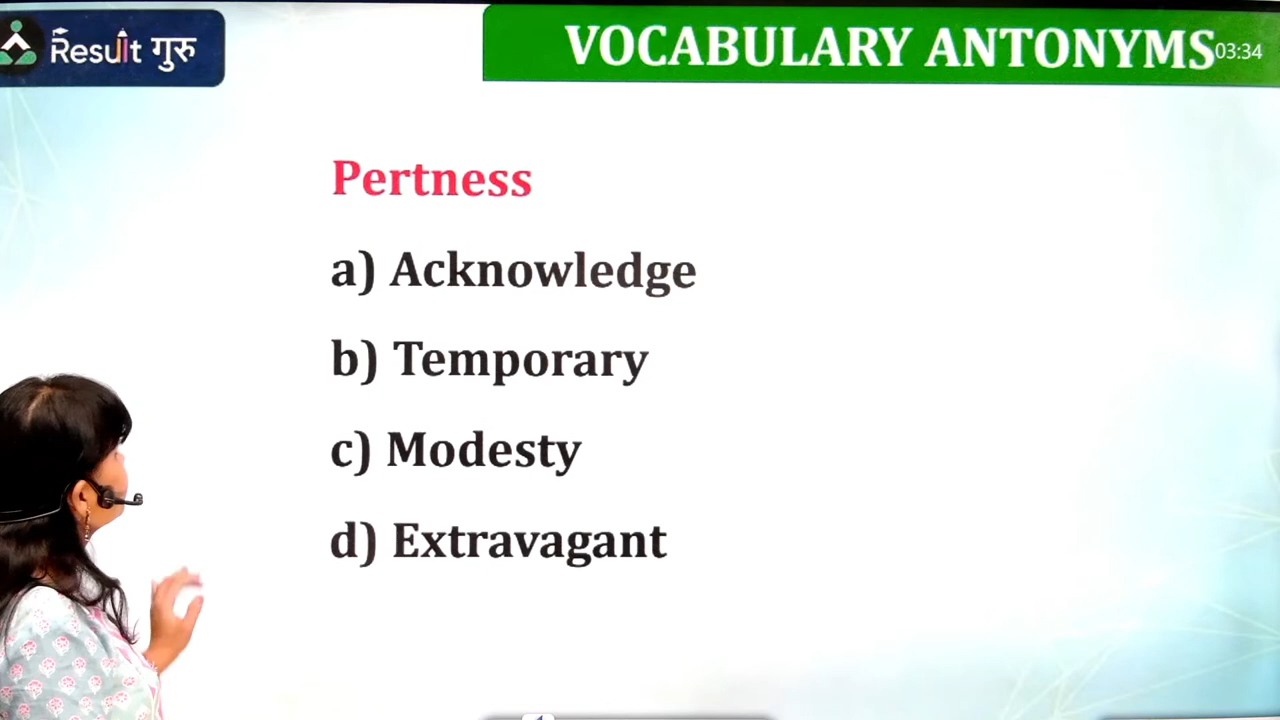 Result गुरु
VOCABULARY ANTONYMS
03:34
Pertness
a) Acknowledge
b) Temporary
c) Modesty
d) Extravagant